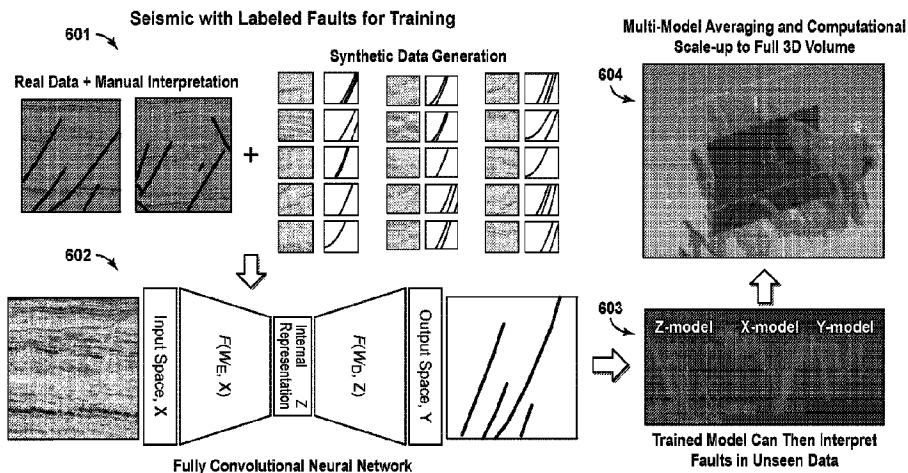 Seismic with Labeled Faults for Training
601
Real Data + Manual Interpretation
+
Synthetic Data Generation
602
Input Space, X
F(W_E, X)
Internal
Representation
Z
F(W_D, Z)
Output Space, Y
Fully Convolutional Neural Network
Multi-Model Averaging and Computational
Scale-up to Full 3D Volume
604
603
Z-model X-model Y-model
Trained Model Can Then Interpret
Faults in Unseen Data